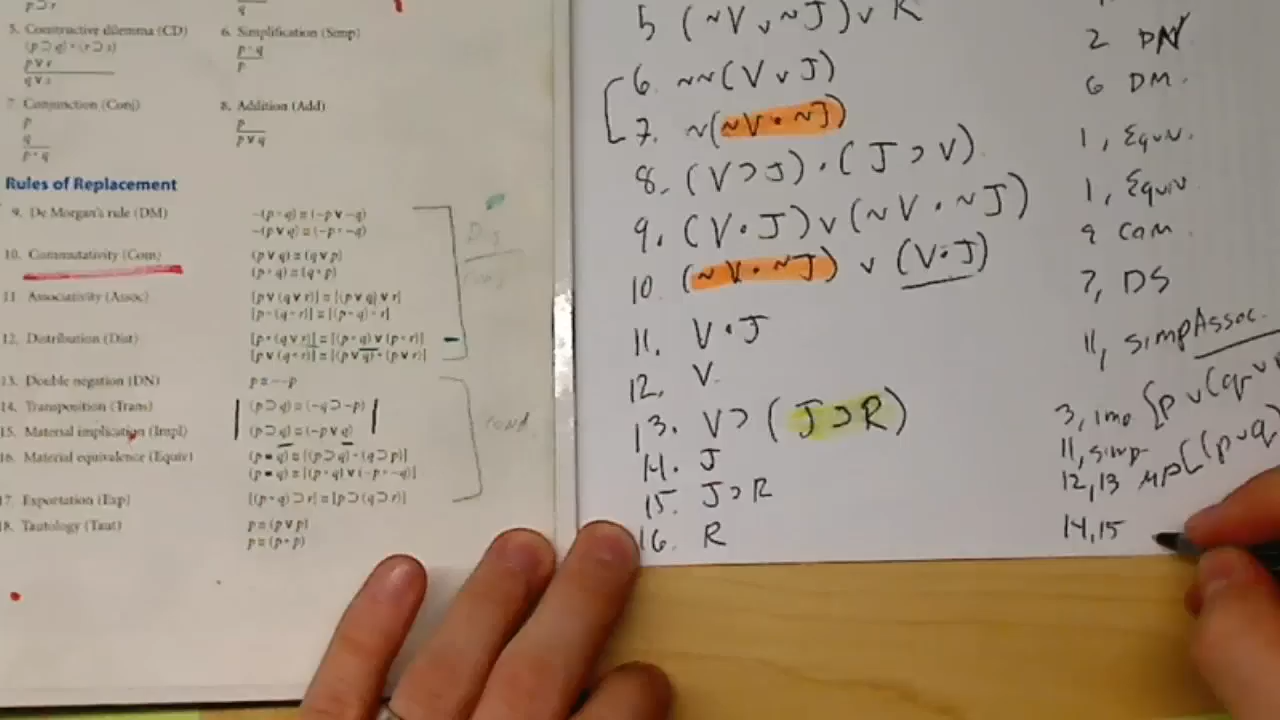 5. Constructive dilemma (CD)
(p ⊃ q) · (r ⊃ s)
p v r
q v s
6. Simplification (Simp)
p · q
p
7. Conjunction (Conj)
p
q
p · q
8. Addition (Add)
p
p v q
Rules of Replacement
9. De Morgan's rule (DM)
~(p · q) ≡ (~p v ~q)
~(p v q) ≡ (~p · ~q)
10. Commutativity (Com)
(p v q) ≡ (q v p)
(p · q) ≡ (q · p)
11. Associativity (Assoc)
[p v (q v r)] ≡ [(p v q) v r]
[p · (q · r)] ≡ [(p · q) · r]
12. Distribution (Dist)
[p · (q v r)] ≡ [(p · q) v (p · r)]
[p v (q · r)] ≡ [(p v q) · (p v r)]
13. Double negation (DN)
p ≡ ~~p
14. Transposition (Trans)
(p ⊃ q) ≡ (~q ⊃ ~p)
15. Material implication (Impl)
(p ⊃ q) ≡ (~p v q)
16. Material equivalence (Equiv)
(p ≡ q) ≡ [(p ⊃ q) · (q ⊃ p)]
(p ≡ q) ≡ [(p · q) v (~p · ~q)]
17. Exportation (Exp)
[(p · q) ⊃ r] ≡ [p ⊃ (q ⊃ r)]
18. Tautology (Taut)
p ≡ (p v p)
p ≡ (p · p)
5 (~V v ~J) v R
6. ~~(V v J)
7. ~(~V · ~J)
8. (V ⊃ J) · (J ⊃ V)
9. (V · J) v (~V · ~J)
10 (~V · ~J) v (V · J)
11. V · J
12. V
13. V ⊃ (J ⊃ R)
14. J
15. J ⊃ R
16. R
2 DN
6 DM.
1, Equiv.
1, Equiv
9 Com
7, DS
11, simp Assoc.
3, imp [p v (q v
11, simp
12, 13 mp [(p v q)
14, 15